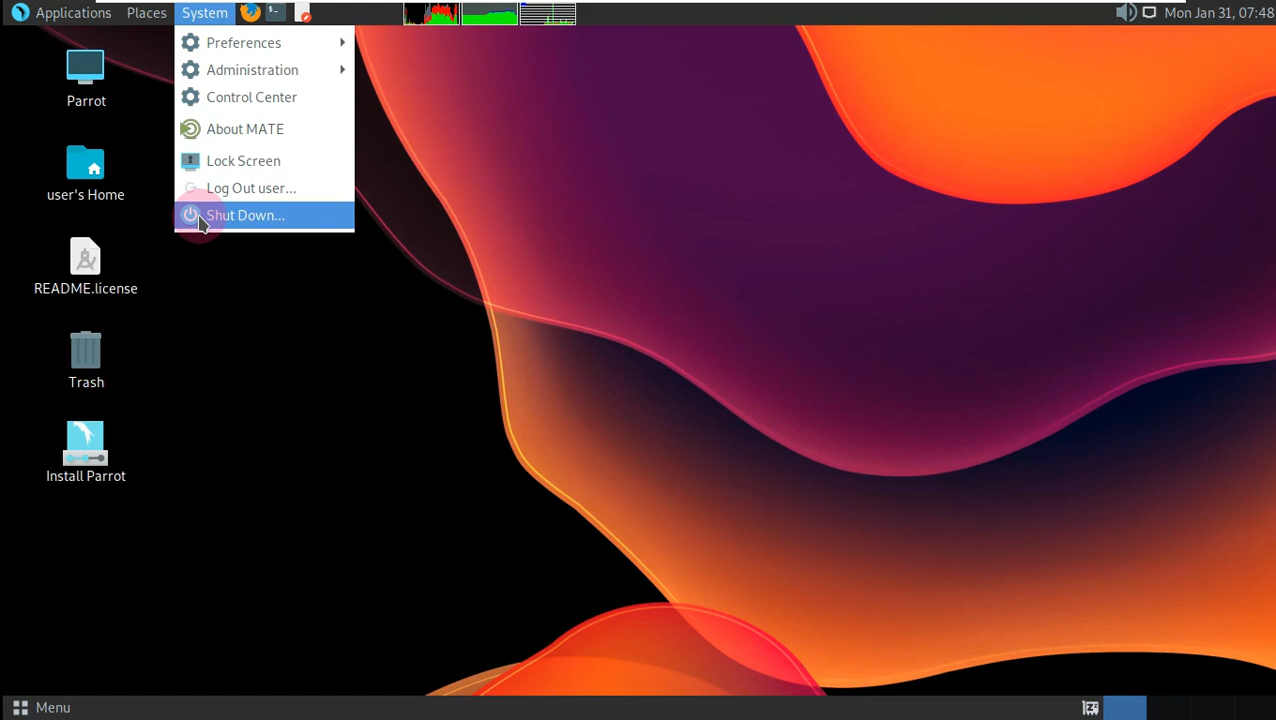 Applications Places System
Mon Jan 31, 07:48
Preferences
Administration
Control Center
About MATE
Lock Screen
Log Out user...
Shut Down...
Parrot
user's Home
README.license
Trash
Install Parrot
Menu